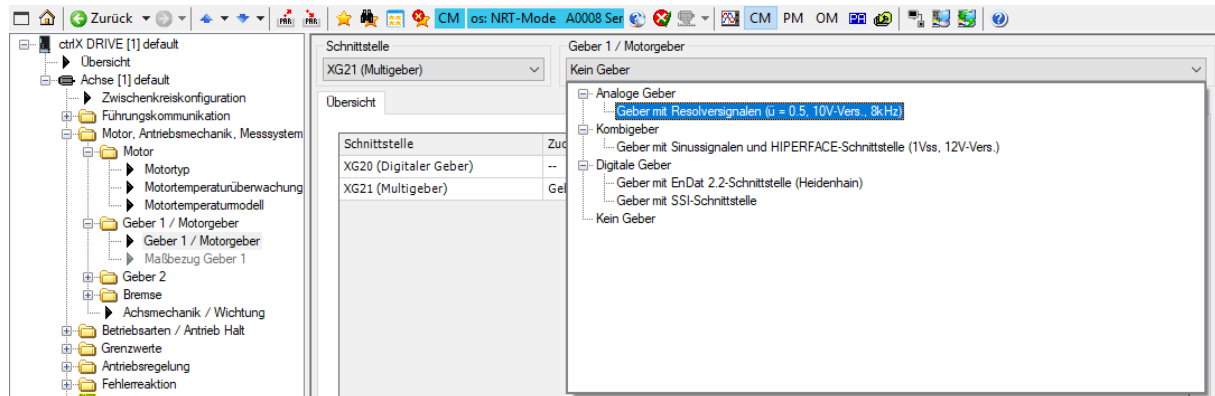 Zurück
PAR
PAR
CM
os: NRT-Mode A0008 Ser
CM PM OM
ctrlX DRIVE [1] default
Übersicht
Achse [1] default
Zwischenkreiskonfiguration
Führungskommunikation
Motor, Antriebsmechanik, Messsystem
Motor
Motortyp
Motortemperaturüberwachung
Motortemperaturmodell
Geber 1 / Motorgeber
Geber 1 / Motorgeber
Maßbezug Geber 1
Geber 2
Bremse
Achsmechanik / Wichtung
Betriebsarten / Antrieb Halt
Grenzwerte
Antriebsregelung
Fehlerreaktion
Schnittstelle
XG21 (Multigeber)
Geber 1 / Motorgeber
Kein Geber
Übersicht
Schnittstelle Zuo
XG20 (Digitaler Geber) --
XG21 (Multigeber) Gel
Analoge Geber
Geber mit Resolversignalen (ü = 0.5, 10V-Vers., 8kHz)
Kombigeber
Geber mit Sinussignalen und HIPERFACE-Schnittstelle (1Vss, 12V-Vers.)
Digitale Geber
Geber mit EnDat 2.2-Schnittstelle (Heidenhain)
Geber mit SSI-Schnittstelle
Kein Geber